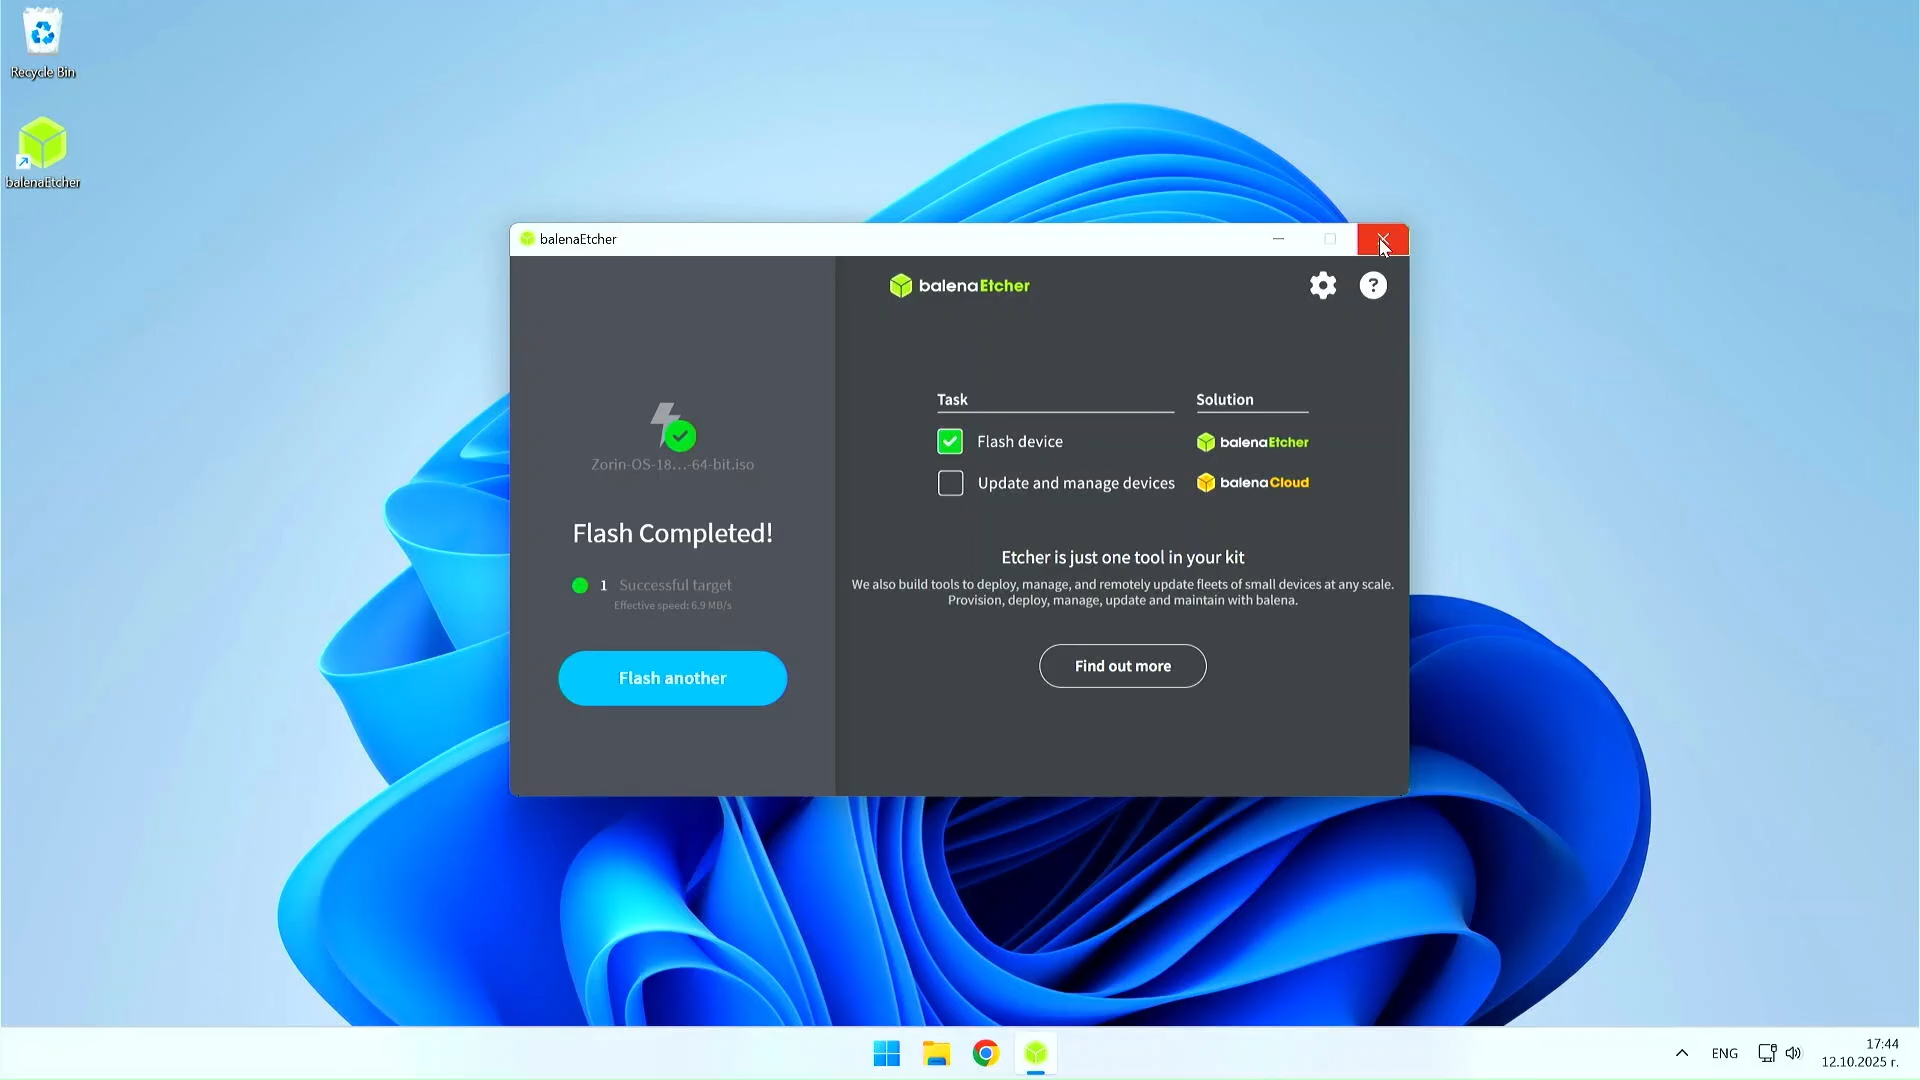 Recycle Bin
balenaEtcher
balenaEtcher
balenaEtcher
?
Zorin-OS-18...-64-bit.iso
Flash Completed!
1 Successful target
Effective speed: 6.9 MB/s
Flash another
Task Solution
Flash device balenaEtcher
Update and manage devices balenaCloud
Etcher is just one tool in your kit
We also build tools to deploy, manage, and remotely update fleets of small devices at any scale.
Provision, deploy, manage, update and maintain with balena.
Find out more
ENG
17:44
12.10.2025 г.